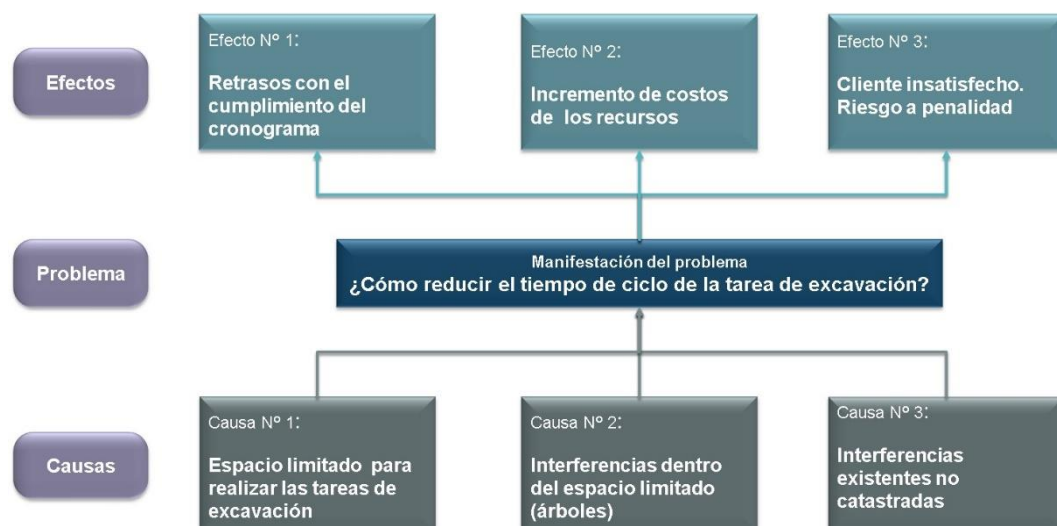 Efectos
Efecto Nº 1:
Retrasos con el
cumplimiento del
cronograma
Efecto Nº 2:
Incremento de costos
de los recursos
Efecto Nº 3:
Cliente insatisfecho.
Riesgo a penalidad
Problema
Manifestación del problema
¿Cómo reducir el tiempo de ciclo de la tarea de excavación?
Causas
Causa Nº 1:
Espacio limitado para
realizar las tareas de
excavación
Causa Nº 2:
Interferencias dentro
del espacio limitado
(árboles)
Causa Nº 3:
Interferencias
existentes no
catastradas